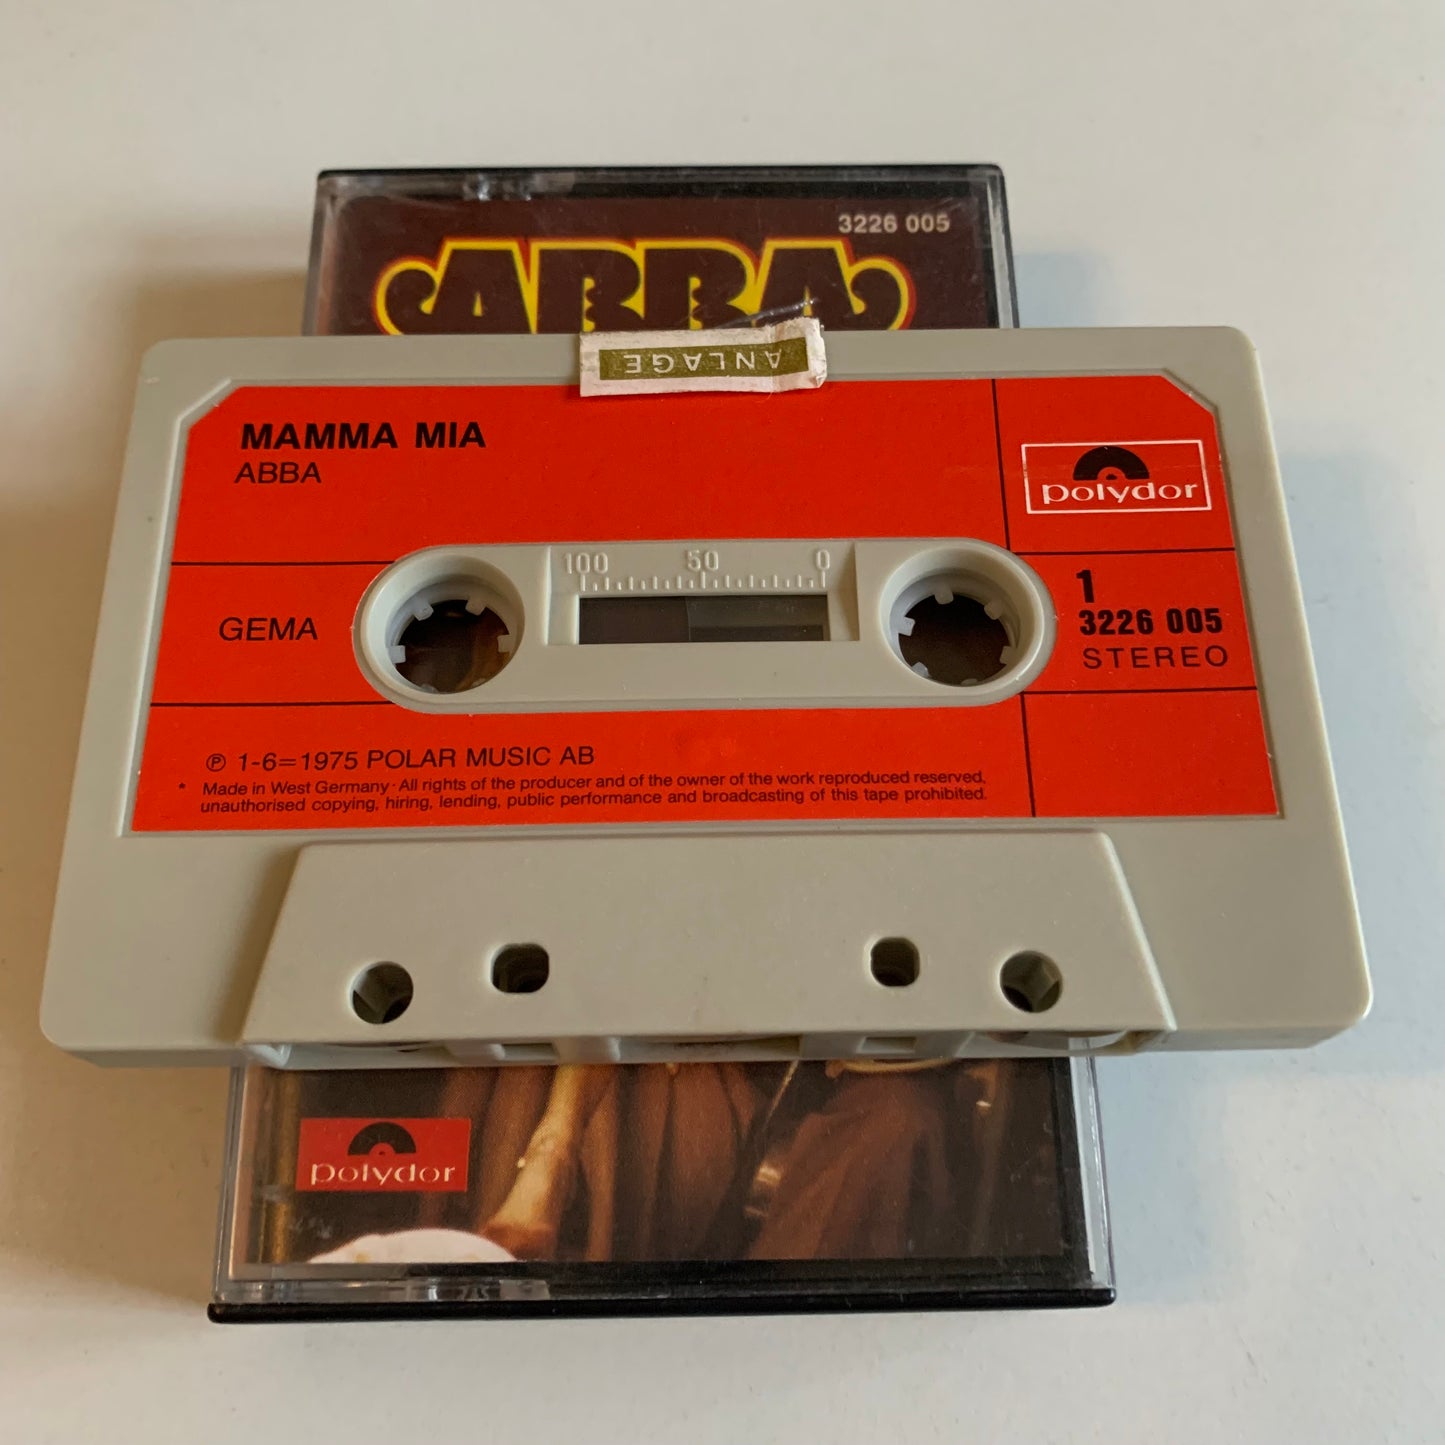 3226 005
ABBA
ANLAGE
MAMMA MIA
ABBA
polydor
100 50 0
GEMA
1
3226 005
STEREO
℗ 1-6=1975 POLAR MUSIC AB
* Made in West Germany · All rights of the producer and of the owner of the work reproduced reserved,
unauthorised copying, hiring, lending, public performance and broadcasting of this tape prohibited.
polydor